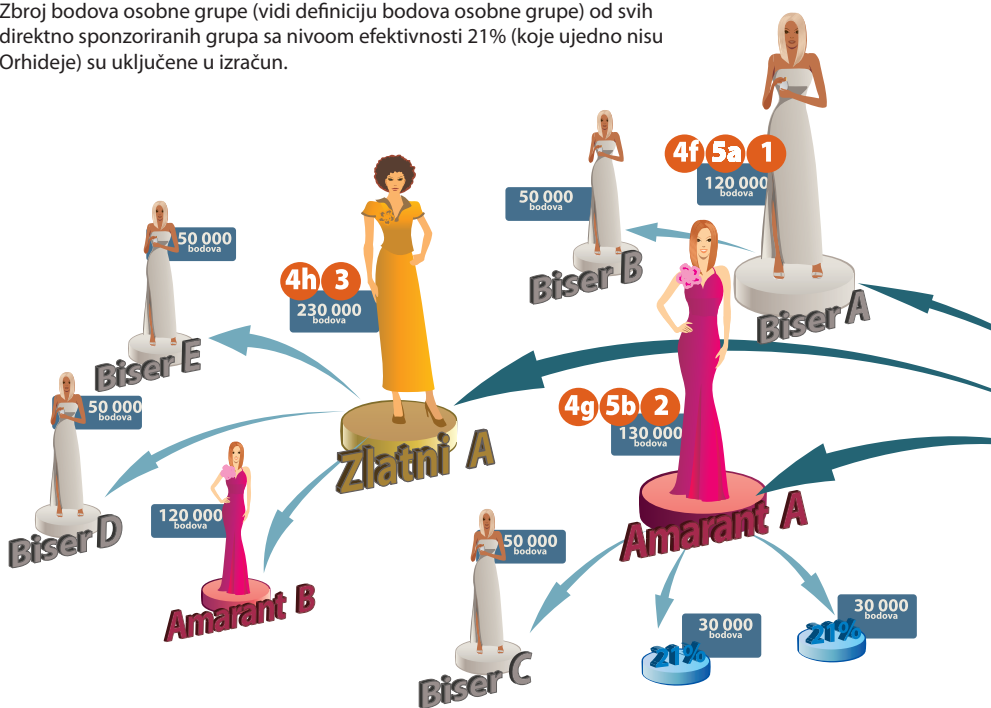 Zbroj bodova osobne grupe (vidi definiciju bodova osobne grupe) od svih
direktno sponzoriranih grupa sa nivoom efektivnosti 21% (koje ujedno nisu
Orhideje) su uključene u izračun.
4f 5a 1
120 000
bodova
Biser A
50 000
bodova
Biser B
50 000
bodova
Biser E
4h 3
230 000
bodova
Zlatni A
50 000
bodova
Biser D
120 000
bodova
Amarant B
4g 5b 2
130 000
bodova
Amarant A
50 000
bodova
Biser C
30 000
bodova
21%
30 000
bodova
21%